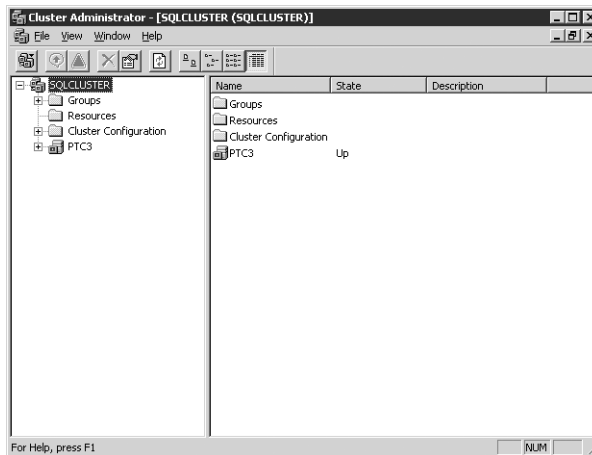 Cluster Administrator - [SQLCLUSTER (SQLCLUSTER)]
File View Window Help
SQLCLUSTER
Groups
Resources
Cluster Configuration
PTC3
Name State Description
Groups
Resources
Cluster Configuration
PTC3 Up
For Help, press F1 NUM